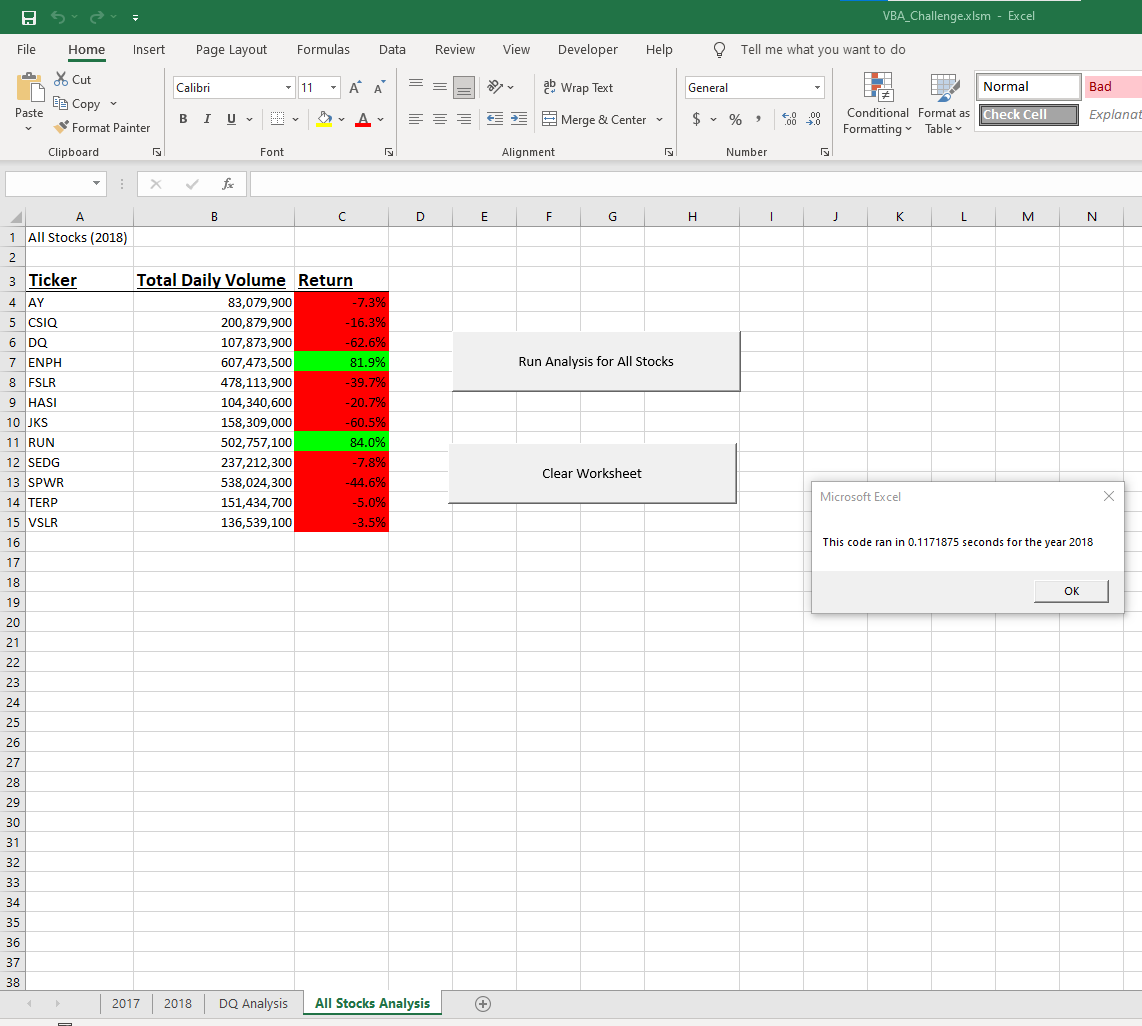 VBA_Challenge.xlsm - Excel
File Home Insert Page Layout Formulas Data Review View Developer Help Tell me what you want to do
Paste Cut Copy Format Painter
Clipboard
Calibri 11 A A
B I U A
Font
ab Wrap Text
Merge & Center
Alignment
General
$ % , .00 .00
Number
Conditional Formatting
Format as Table
Normal Bad
Check Cell Explanat
fx
A B C D E F G H I J K L M N
1 All Stocks (2018)
2
3 Ticker Total Daily Volume Return
4 AY 83,079,900 -7.3%
5 CSIQ 200,879,900 -16.3%
6 DQ 107,873,900 -62.6%
7 ENPH 607,473,500 81.9%
8 FSLR 478,113,900 -39.7%
9 HASI 104,340,600 -20.7%
10 JKS 158,309,000 -60.5%
11 RUN 502,757,100 84.0%
12 SEDG 237,212,300 -7.8%
13 SPWR 538,024,300 -44.6%
14 TERP 151,434,700 -5.0%
15 VSLR 136,539,100 -3.5%
16
17
18
19
20
21
22
23
24
25
26
27
28
29
30
31
32
33
34
35
36
37
38
Run Analysis for All Stocks
Clear Worksheet
Microsoft Excel
This code ran in 0.1171875 seconds for the year 2018
OK
2017 2018 DQ Analysis All Stocks Analysis